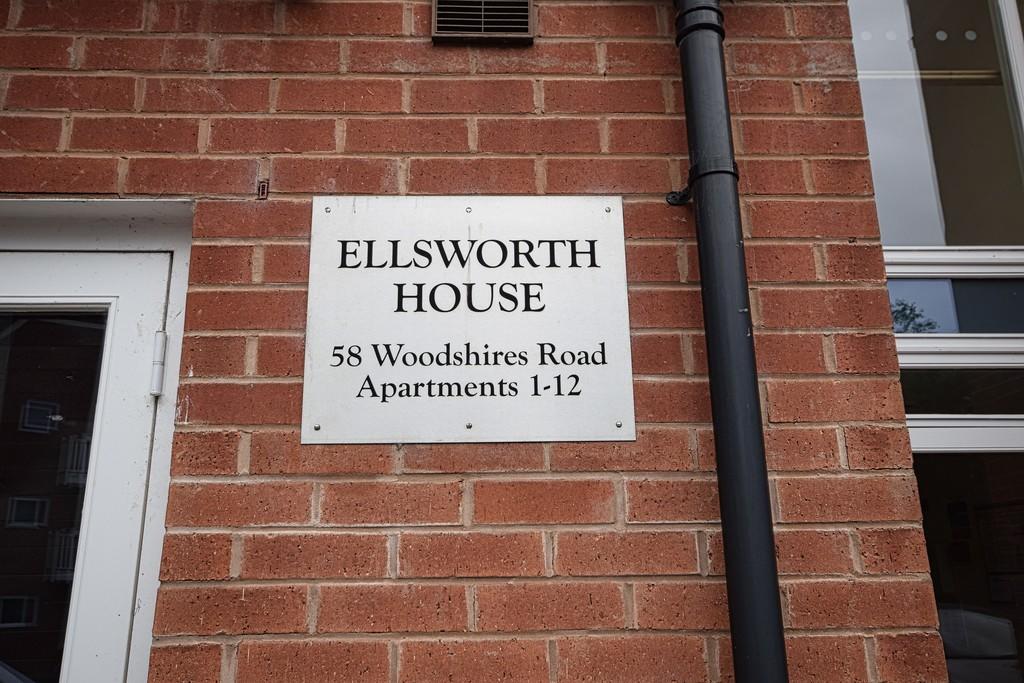 ELLSWORTH
HOUSE
58 Woodshires Road
Apartments 1-12